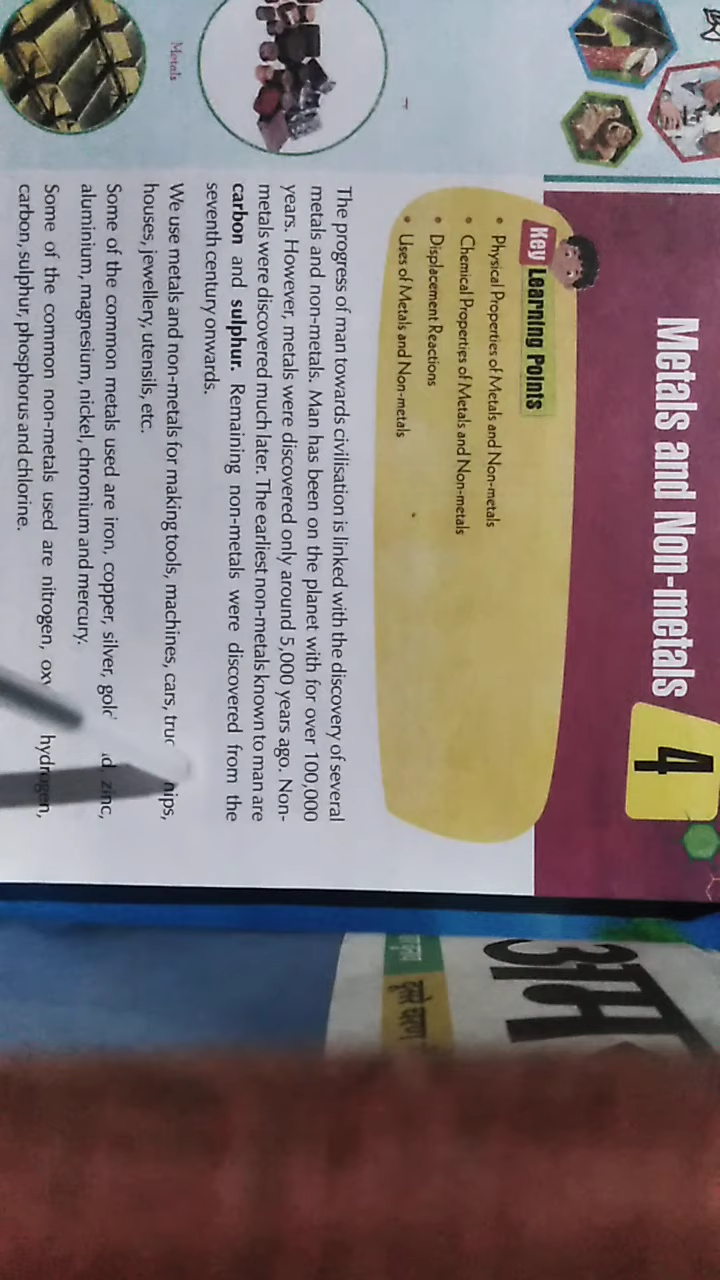 Metals and Non-metals
4
Key Learning Points
• Physical Properties of Metals and Non-metals
• Chemical Properties of Metals and Non-metals
• Displacement Reactions
• Uses of Metals and Non-metals
The progress of man towards civilisation is linked with the discovery of several
metals and non-metals. Man has been on the planet with for over 100,000
years. However, metals were discovered only around 5,000 years ago. Non-
metals were discovered much later. The earliest non-metals known to man are
carbon and sulphur. Remaining non-metals were discovered from the
seventh century onwards.
We use metals and non-metals for making tools, machines, cars,
houses, jewellery, utensils, etc.
Some of the common metals used are iron, copper, silver, zinc,
aluminium, magnesium, nickel, chromium and mercury.
Some of the common non-metals used are nitrogen, hydrogen,
carbon, sulphur, phosphorus and chlorine.
Metals